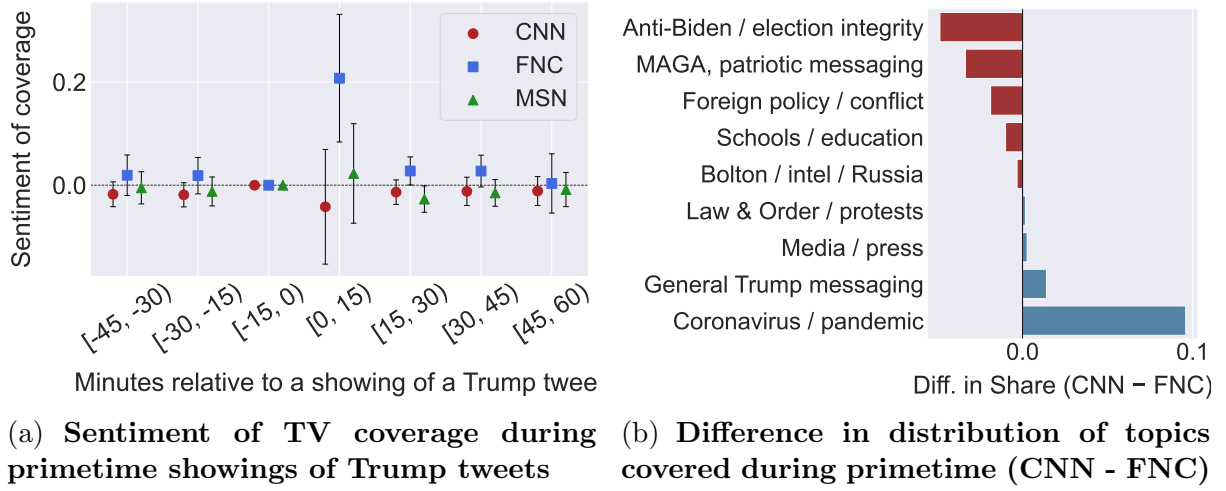 Sentiment of coverage
0.2
0.0
CNN
FNC
MSN
[-45, -30)
[-30, -15)
[-15, 0)
[0, 15)
[15, 30)
[30, 45)
[45, 60)
Minutes relative to a showing of a Trump twee
(a) Sentiment of TV coverage during
primetime showings of Trump tweets
Anti-Biden / election integrity
MAGA, patriotic messaging
Foreign policy / conflict
Schools / education
Bolton / intel / Russia
Law & Order / protests
Media / press
General Trump messaging
Coronavirus / pandemic
0.0
0.1
Diff. in Share (CNN − FNC)
(b) Difference in distribution of topics
covered during primetime (CNN - FNC)